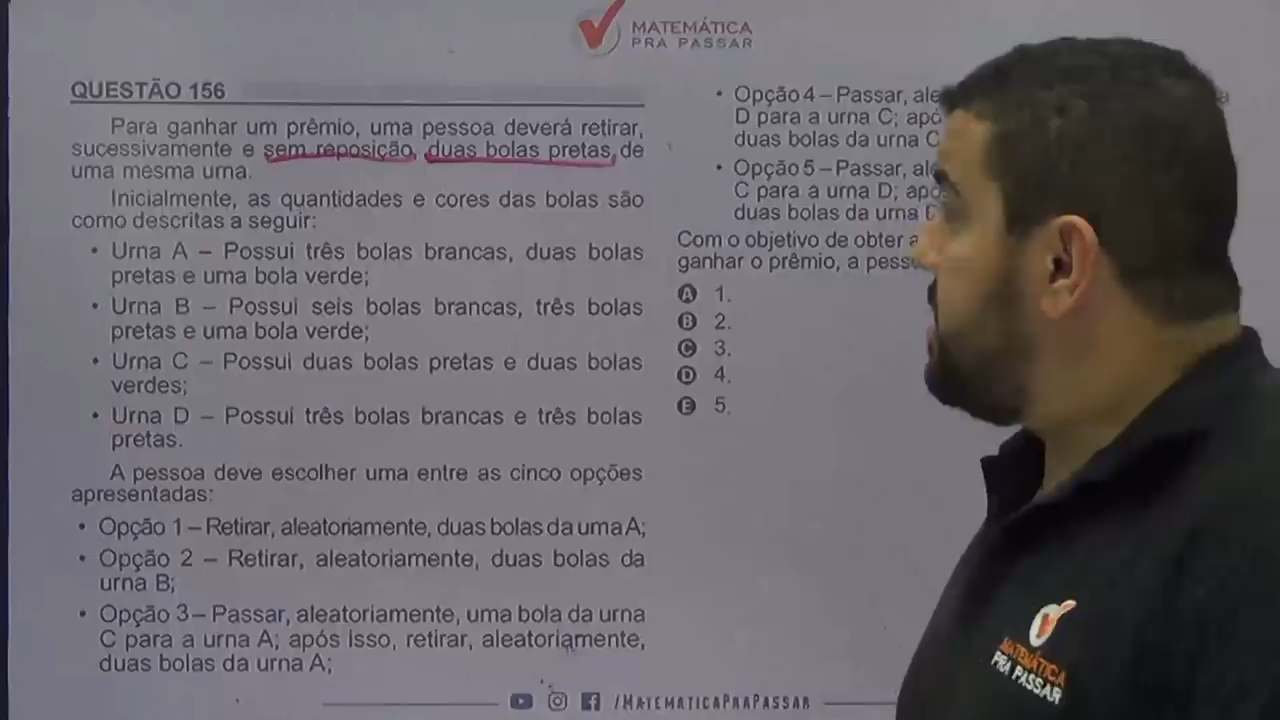 MATEMÁTICA
PRA PASSAR
QUESTÃO 156
Para ganhar um prêmio, uma pessoa deverá retirar,
sucessivamente e sem reposição, duas bolas pretas, de
uma mesma urna.
Inicialmente, as quantidades e cores das bolas são
como descritas a seguir:
• Urna A – Possui três bolas brancas, duas bolas
pretas e uma bola verde;
• Urna B – Possui seis bolas brancas, três bolas
pretas e uma bola verde;
• Urna C – Possui duas bolas pretas e duas bolas
verdes;
• Urna D – Possui três bolas brancas e três bolas
pretas.
A pessoa deve escolher uma entre as cinco opções
apresentadas:
• Opção 1 – Retirar, aleatoriamente, duas bolas da urna A;
• Opção 2 – Retirar, aleatoriamente, duas bolas da
urna B;
• Opção 3 – Passar, aleatoriamente, uma bola da urna
C para a urna A; após isso, retirar, aleatoriamente,
duas bolas da urna A;
• Opção 4 – Passar, ale
D para a urna C; apó
duas bolas da urna C
• Opção 5 – Passar, ale
C para a urna D; após
duas bolas da urna D
Com o objetivo de obter a
ganhar o prêmio, a pess
A 1.
B 2.
C 3.
D 4.
E 5.
MATEMÁTICA
PRA PASSAR
/MATEMATICAPRAPASSAR